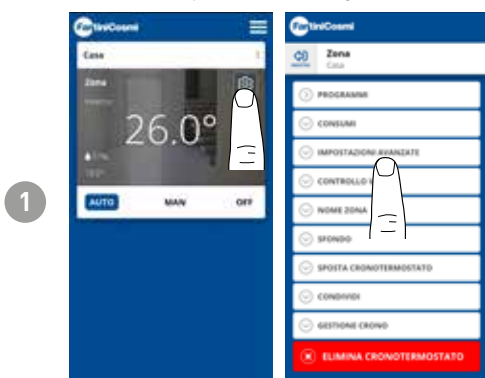 1
FantiniCosmi
Casa
Zona
26.0°
AUTO MAN OFF
FantiniCosmi
Zona
Casa
PROGRAMMI
CONSUMI
IMPOSTAZIONI AVANZATE
CONTROLLO
NOME ZONA
SFONDO
SPOSTA CRONOTERMOSTATO
CONDIVIDI
GESTIONE CRONO
ELIMINA CRONOTERMOSTATO